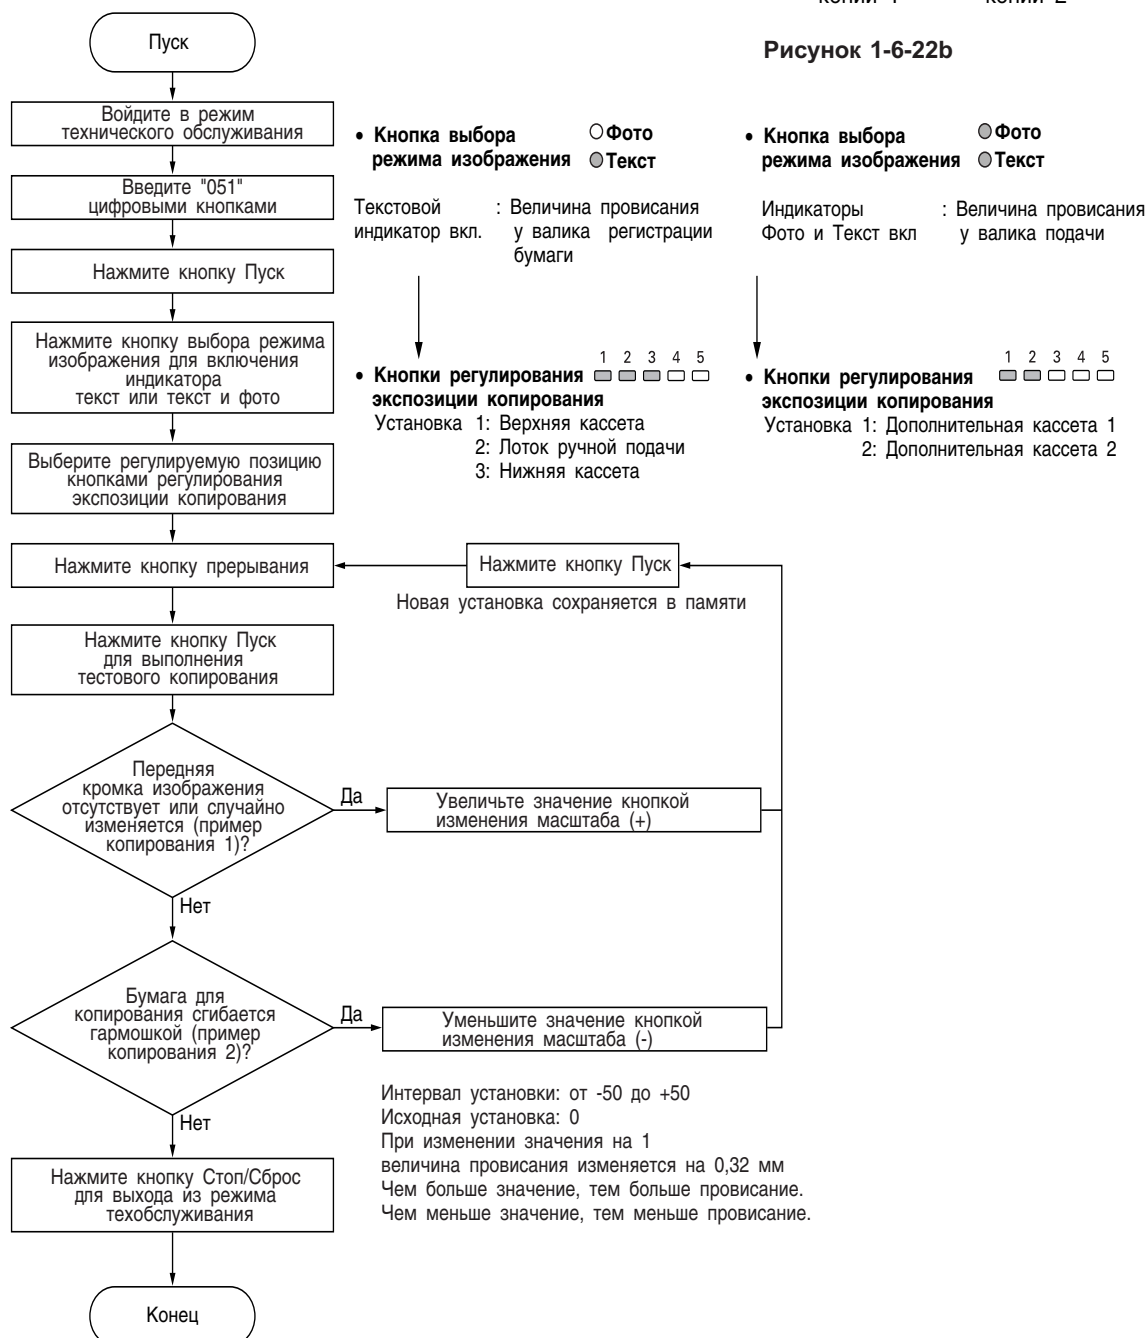 копии 1 копии 2
Рисунок 1-6-22b
Пуск
Войдите в режим
технического обслуживания
Введите "051"
цифровыми кнопками
Нажмите кнопку Пуск
Нажмите кнопку выбора режима
изображения для включения
индикатора
текст или текст и фото
Выберите регулируемую позицию
кнопками регулирования
экспозиции копирования
• Кнопка выбора
режима изображения
Фото
Текст
Текстовой
индикатор вкл.
: Величина провисания
у валика регистрации
бумаги
1 2 3 4 5
• Кнопки регулирования
экспозиции копирования
Установка 1: Верхняя кассета
2: Лоток ручной подачи
3: Нижняя кассета
• Кнопка выбора
режима изображения
Фото
Текст
Индикаторы
Фото и Текст вкл
: Величина провисания
у валика подачи
1 2 3 4 5
• Кнопки регулирования
экспозиции копирования
Установка 1: Дополнительная кассета 1
2: Дополнительная кассета 2
Нажмите кнопку прерывания
Нажмите кнопку Пуск
Новая установка сохраняется в памяти
Нажмите кнопку Пуск
для выполнения
тестового копирования
Передняя
кромка изображения
отсутствует или случайно
изменяется (пример
копирования 1)?
Да
Увеличьте значение кнопкой
изменения масштаба (+)
Нет
Бумага для
копирования сгибается
гармошкой (пример
копирования 2)?
Да
Уменьшите значение кнопкой
изменения масштаба (-)
Нет
Интервал установки: от -50 до +50
Исходная установка: 0
При изменении значения на 1
величина провисания изменяется на 0,32 мм
Чем больше значение, тем больше провисание.
Чем меньше значение, тем меньше провисание.
Нажмите кнопку Стоп/Сброс
для выхода из режима
техобслуживания
Конец